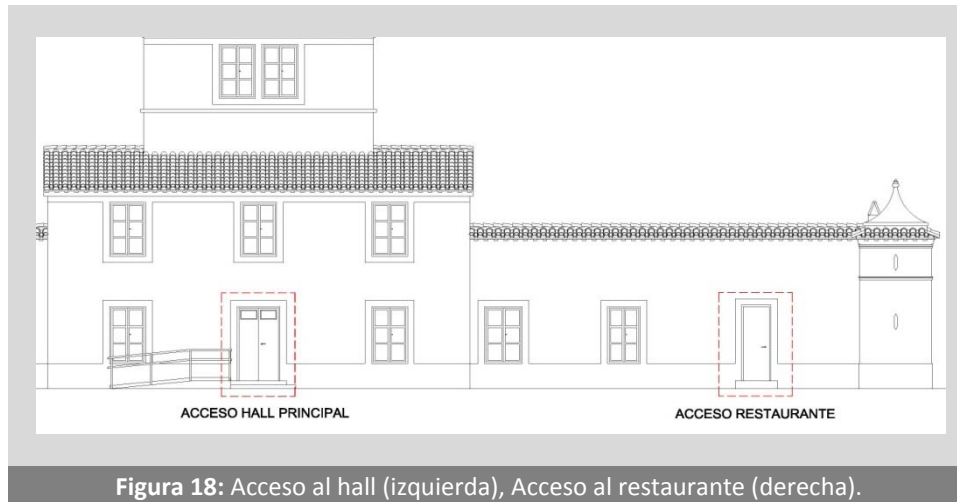 ACCESO HALL PRINCIPAL
ACCESO RESTAURANTE
Figura 18: Acceso al hall (izquierda), Acceso al restaurante (derecha).